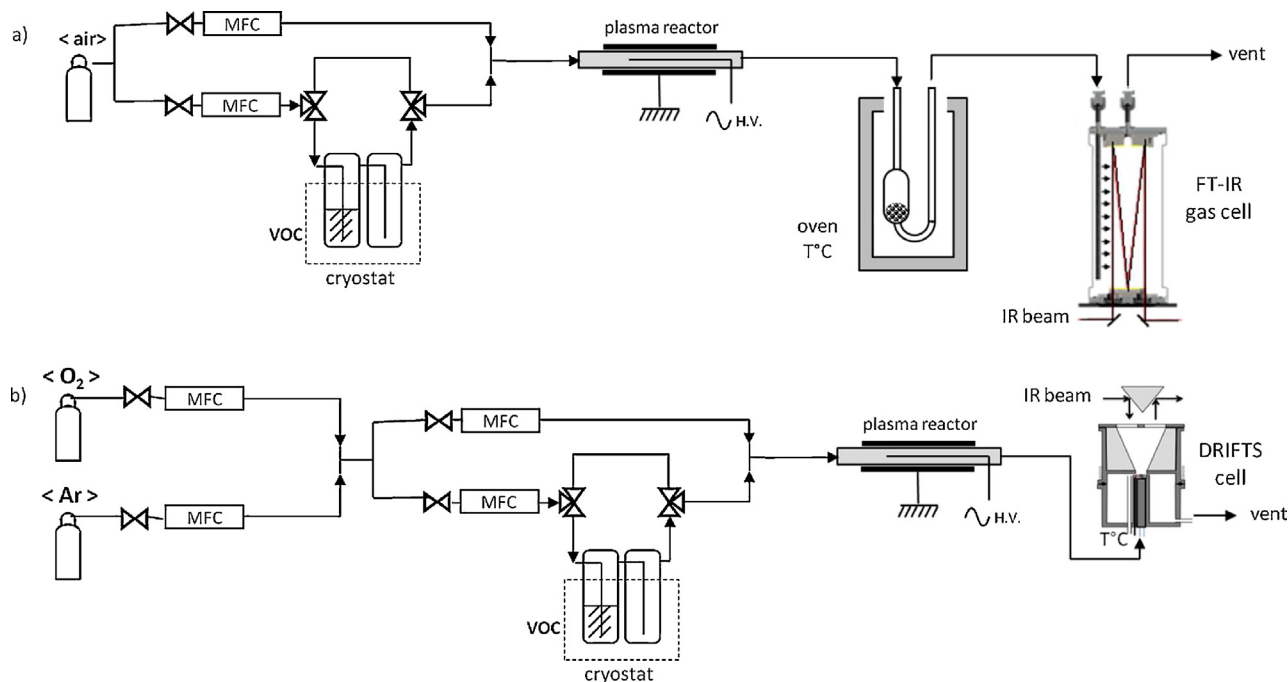 a)
< air>
MFC
MFC
VOC
cryostat
plasma reactor
H.V.
oven
T°C
vent
FT-IR
gas cell
IR beam
b)
< O₂ >
MFC
< Ar >
MFC
MFC
MFC
VOC
cryostat
plasma reactor
H.V.
IR beam
DRIFTS
cell
T°C
vent